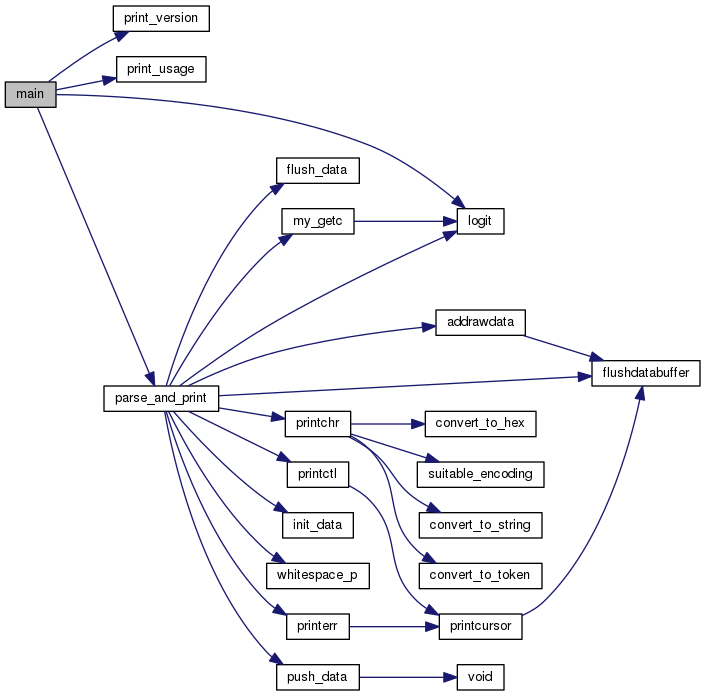 print_version
print_usage
main
flush_data
my_getc
logit
addrawdata
flushdatabuffer
parse_and_print
printchr
convert_to_hex
printctl
suitable_encoding
init_data
convert_to_string
whitespace_p
convert_to_token
printerr
printcursor
push_data
void